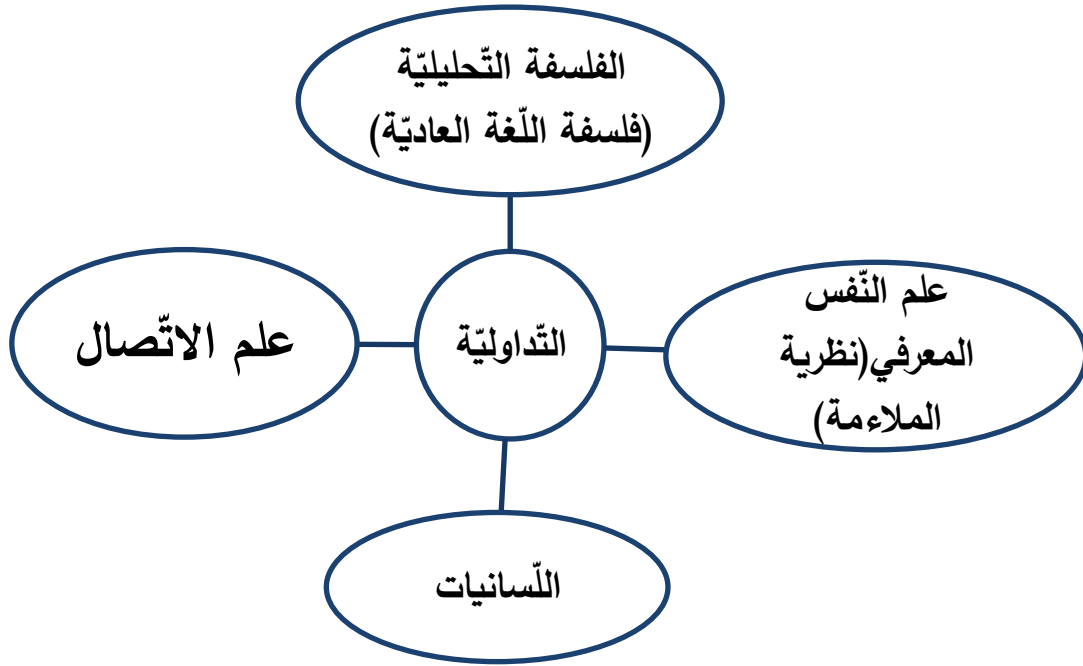 الفلسفة التّحليليّة
(فلسفة اللّغة العاديّة)
علم النّفس
المعرفي(نظرية
الملاءمة)
التّداوليّة
علم الاتّصال
اللّسانيات